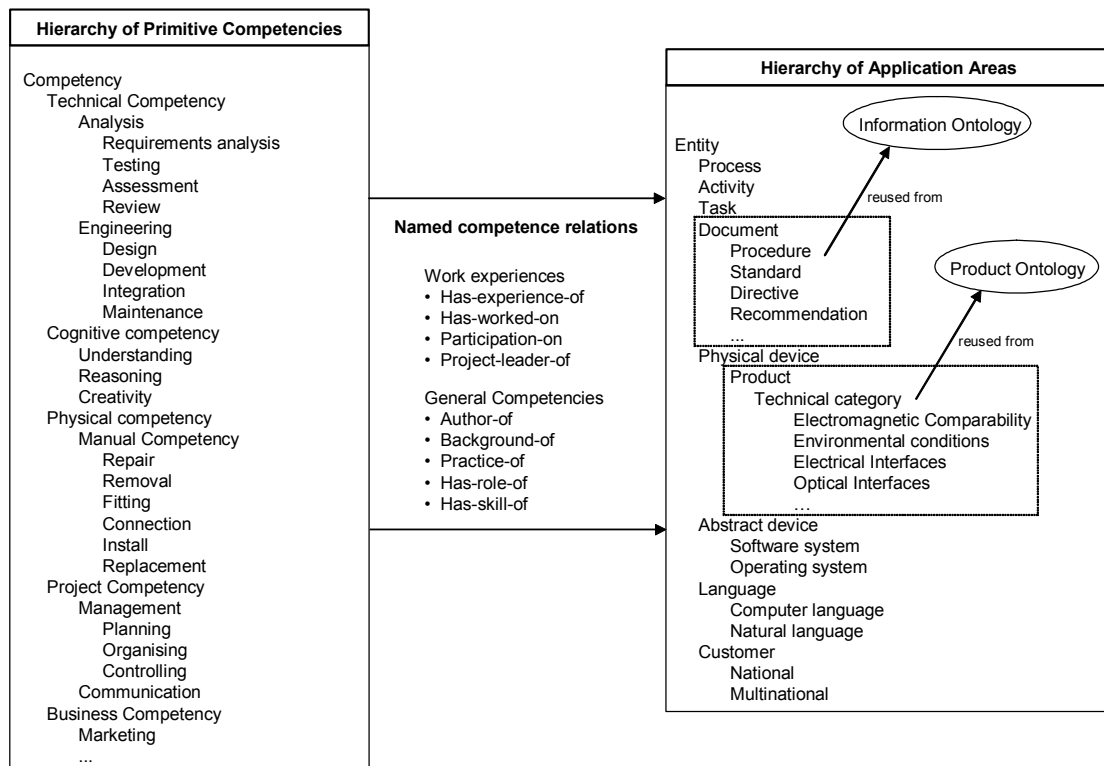 Hierarchy of Primitive Competencies
Competency
Technical Competency
Analysis
Requirements analysis
Testing
Assessment
Review
Engineering
Design
Development
Integration
Maintenance
Cognitive competency
Understanding
Reasoning
Creativity
Physical competency
Manual Competency
Repair
Removal
Fitting
Connection
Install
Replacement
Project Competency
Management
Planning
Organising
Controlling
Communication
Business Competency
Marketing
...
Named competence relations
Work experiences
• Has-experience-of
• Has-worked-on
• Participation-on
• Project-leader-of
General Competencies
• Author-of
• Background-of
• Practice-of
• Has-role-of
• Has-skill-of
Hierarchy of Application Areas
Information Ontology
reused from
Product Ontology
reused from
Entity
Process
Activity
Task
Document
Procedure
Standard
Directive
Recommendation
...
Physical device
Product
Technical category
Electromagnetic Comparability
Environmental conditions
Electrical Interfaces
Optical Interfaces
...
Abstract device
Software system
Operating system
Language
Computer language
Natural language
Customer
National
Multinational